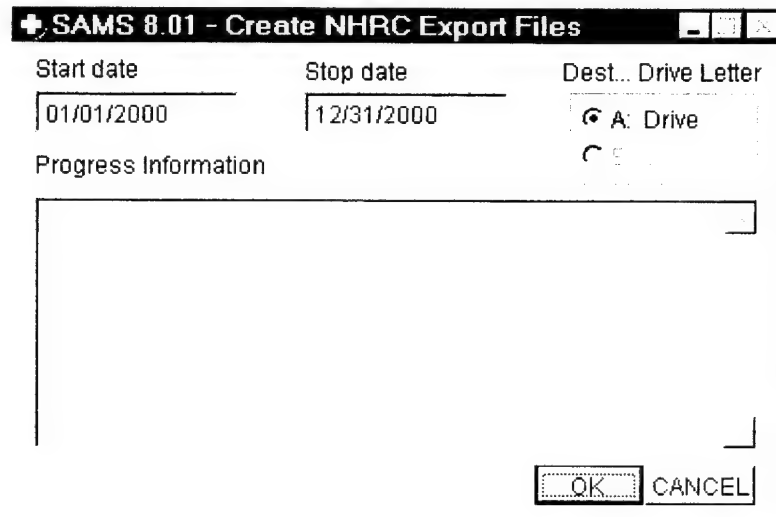 SAMS 8.01 - Create NHRC Export Files
Start date Stop date Dest... Drive Letter
01/01/2000 12/31/2000 A: Drive
Progress Information
OK CANCEL